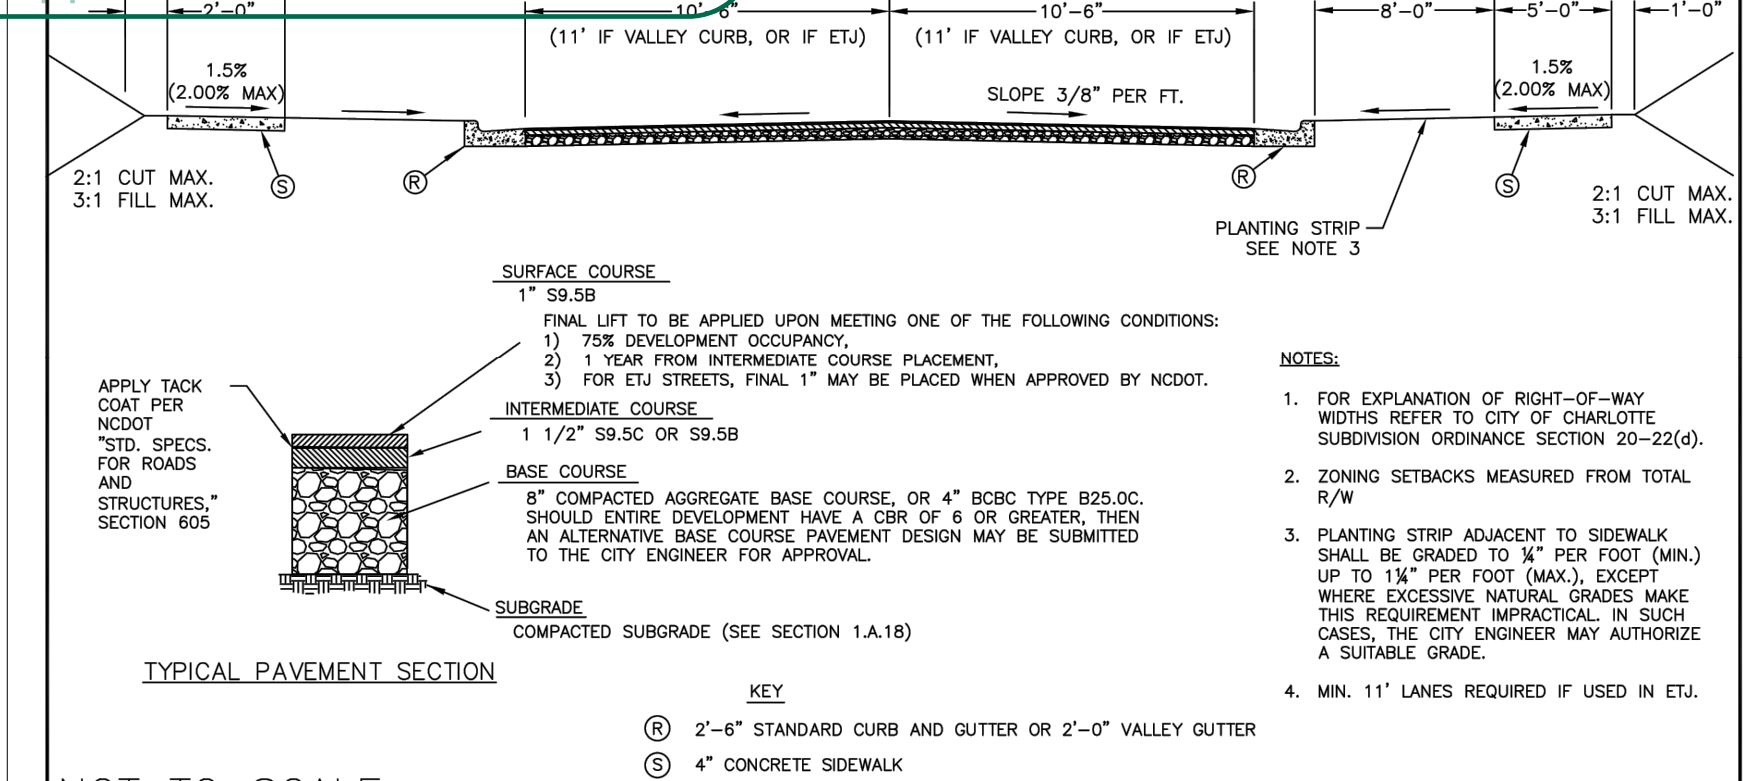 2'-0" 10'-6" 10'-6" 8'-0" 5'-0" 1'-0"
(11' IF VALLEY CURB, OR IF ETJ) (11' IF VALLEY CURB, OR IF ETJ)
1.5%
(2.00% MAX)
SLOPE 3/8" PER FT.
1.5%
(2.00% MAX)
2:1 CUT MAX.
3:1 FILL MAX.
S
R
R
S
2:1 CUT MAX.
3:1 FILL MAX.
PLANTING STRIP
SEE NOTE 3
SURFACE COURSE
1" S9.5B
FINAL LIFT TO BE APPLIED UPON MEETING ONE OF THE FOLLOWING CONDITIONS:
1) 75% DEVELOPMENT OCCUPANCY,
2) 1 YEAR FROM INTERMEDIATE COURSE PLACEMENT,
3) FOR ETJ STREETS, FINAL 1" MAY BE PLACED WHEN APPROVED BY NCDOT.
APPLY TACK
COAT PER
NCDOT
"STD. SPECS.
FOR ROADS
AND
STRUCTURES,"
SECTION 605
INTERMEDIATE COURSE
1 1/2" S9.5C OR S9.5B
BASE COURSE
8" COMPACTED AGGREGATE BASE COURSE, OR 4" BCBC TYPE B25.0C.
SHOULD ENTIRE DEVELOPMENT HAVE A CBR OF 6 OR GREATER, THEN
AN ALTERNATIVE BASE COURSE PAVEMENT DESIGN MAY BE SUBMITTED
TO THE CITY ENGINEER FOR APPROVAL.
SUBGRADE
COMPACTED SUBGRADE (SEE SECTION 1.A.18)
TYPICAL PAVEMENT SECTION
NOTES:
1. FOR EXPLANATION OF RIGHT-OF-WAY
WIDTHS REFER TO CITY OF CHARLOTTE
SUBDIVISION ORDINANCE SECTION 20-22(d).
2. ZONING SETBACKS MEASURED FROM TOTAL
R/W
3. PLANTING STRIP ADJACENT TO SIDEWALK
SHALL BE GRADED TO ¼" PER FOOT (MIN.)
UP TO 1¼" PER FOOT (MAX.), EXCEPT
WHERE EXCESSIVE NATURAL GRADES MAKE
THIS REQUIREMENT IMPRACTICAL. IN SUCH
CASES, THE CITY ENGINEER MAY AUTHORIZE
A SUITABLE GRADE.
4. MIN. 11' LANES REQUIRED IF USED IN ETJ.
KEY
R 2'-6" STANDARD CURB AND GUTTER OR 2'-0" VALLEY GUTTER
S 4" CONCRETE SIDEWALK
NOT TO SCALE